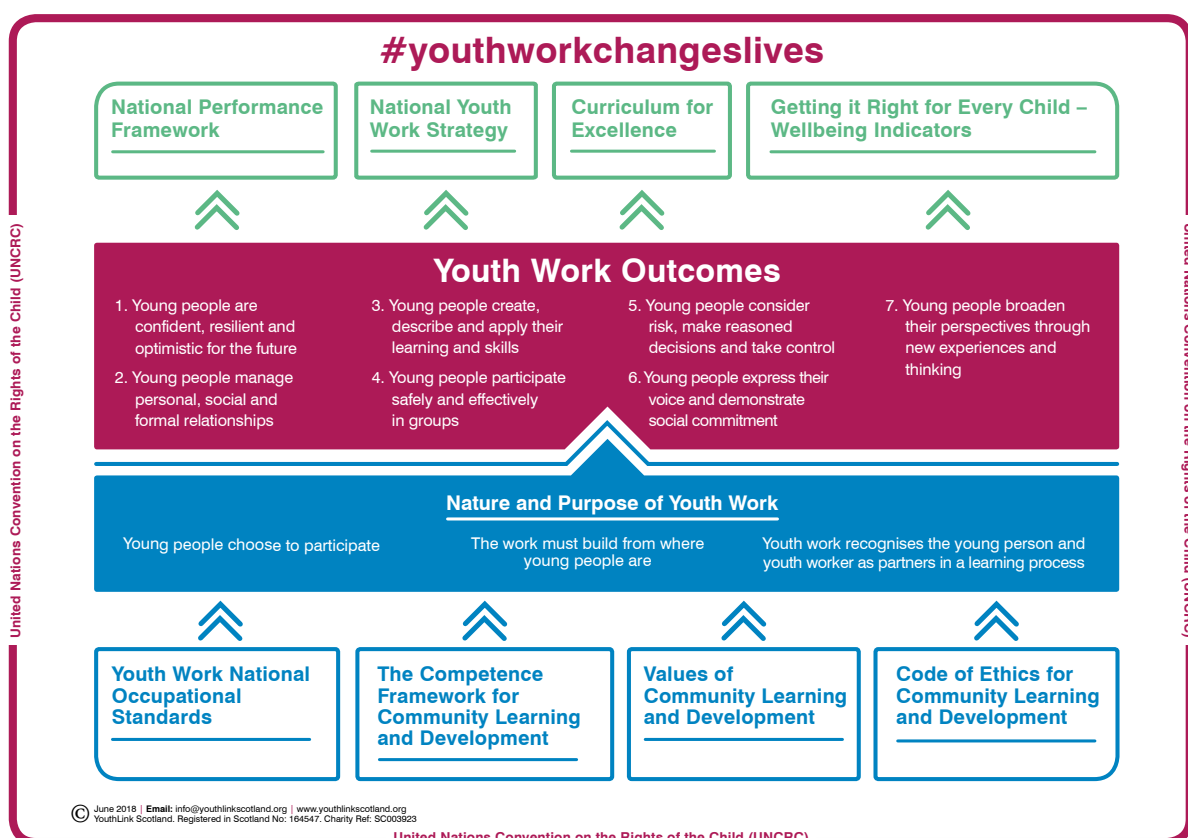 #youthworkchangeslives
National Performance
Framework
National Youth
Work Strategy
Curriculum for
Excellence
Getting it Right for Every Child –
Wellbeing Indicators
United Nations Convention on the Rights of the Child (UNCRC)
United Nations Convention on the Rights of the Child (UNCRC)
Youth Work Outcomes
1. Young people are
confident, resilient and
optimistic for the future
2. Young people manage
personal, social and
formal relationships
3. Young people create,
describe and apply their
learning and skills
4. Young people participate
safely and effectively
in groups
5. Young people consider
risk, make reasoned
decisions and take control
6. Young people express their
voice and demonstrate
social commitment
7. Young people broaden
their perspectives through
new experiences and
thinking
Nature and Purpose of Youth Work
Young people choose to participate
The work must build from where
young people are
Youth work recognises the young person and
youth worker as partners in a learning process
Youth Work National
Occupational
Standards
The Competence
Framework for
Community Learning
and Development
Values of
Community Learning
and Development
Code of Ethics for
Community Learning
and Development
© June 2018 | Email: info@youthlinkscotland.org | www.youthlinkscotland.org
YouthLink Scotland. Registered in Scotland No: 164547. Charity Ref: SC003923
United Nations Convention on the Rights of the Child (UNCRC)